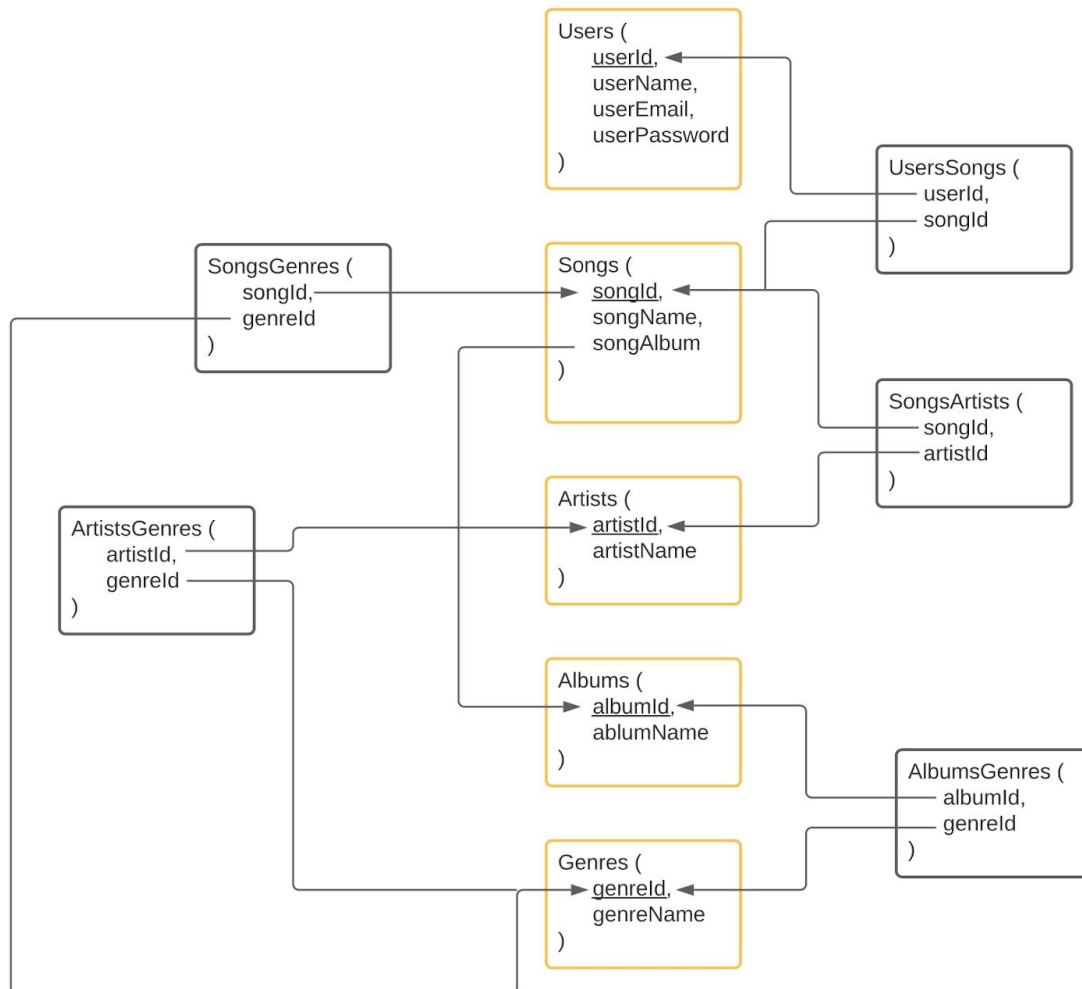 Users (
userId,
userName,
userEmail,
userPassword
)
UsersSongs (
userId,
songId
)
SongsGenres (
songId,
genreId
)
Songs (
songId,
songName,
songAlbum
)
SongsArtists (
songId,
artistId
)
Artists (
artistId,
artistName
)
ArtistsGenres (
artistId,
genreId
)
Albums (
albumId,
ablumName
)
AlbumsGenres (
albumId,
genreId
)
Genres (
genreId,
genreName
)